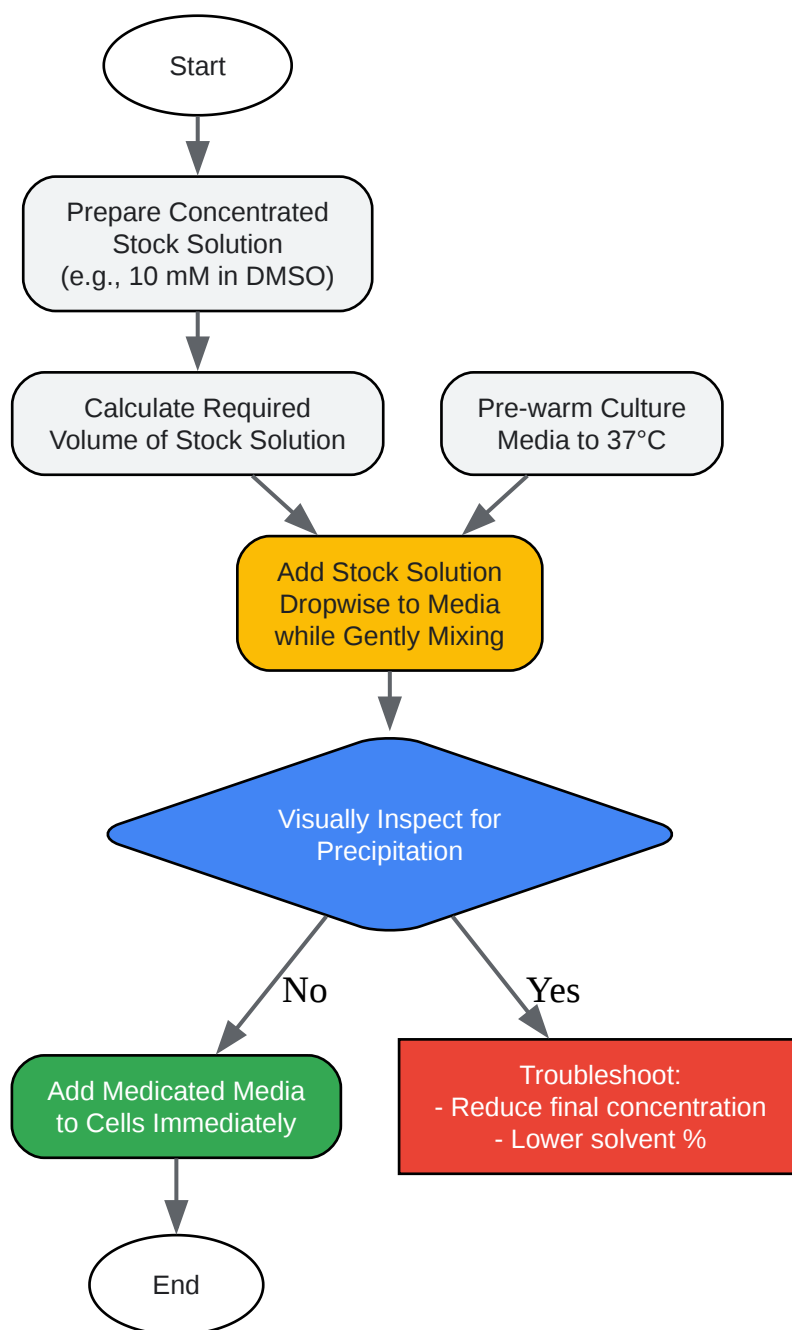 Start
Prepare Concentrated
Stock Solution
(e.g., 10 mM in DMSO)
Calculate Required
Volume of Stock Solution
Pre-warm Culture
Media to 37°C
Add Stock Solution
Dropwise to Media
while Gently Mixing
Visually Inspect for
Precipitation
No
Yes
Add Medicated Media
to Cells Immediately
Troubleshoot:
- Reduce final concentration
- Lower solvent %
End